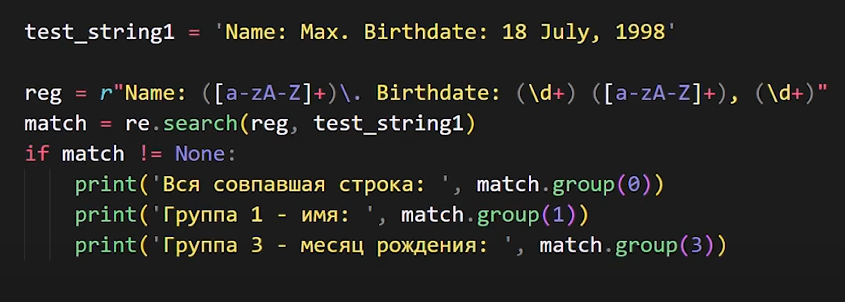 test_string1 = 'Name: Max. Birthdate: 18 July, 1998'
reg = r"Name: ([a-zA-Z]+)\. Birthdate: (\d+) ([a-zA-Z]+), (\d+)"
match = re.search(reg, test_string1)
if match != None:
    print('Вся совпавшая строка: ', match.group(0))
    print('Группа 1 - имя: ', match.group(1))
    print('Группа 3 - месяц рождения: ', match.group(3))